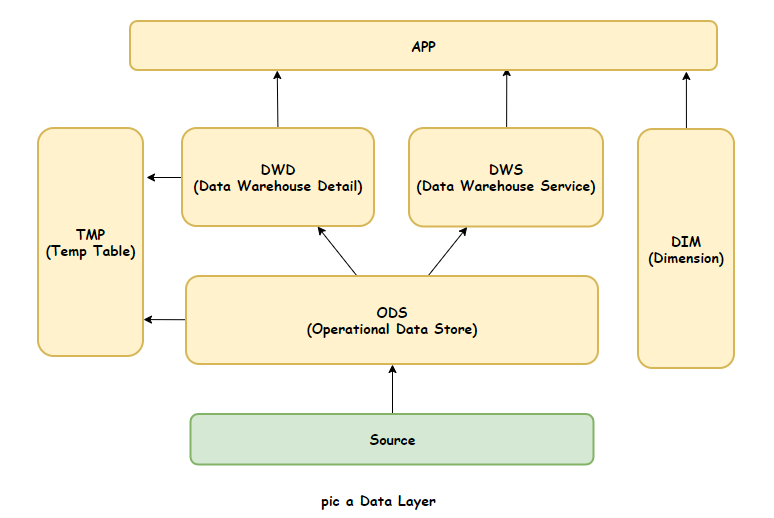 APP
DWD
(Data Warehouse Detail)
DWS
(Data Warehouse Service)
TMP
(Temp Table)
DIM
(Dimension)
ODS
(Operational Data Store)
Source
pic a Data Layer